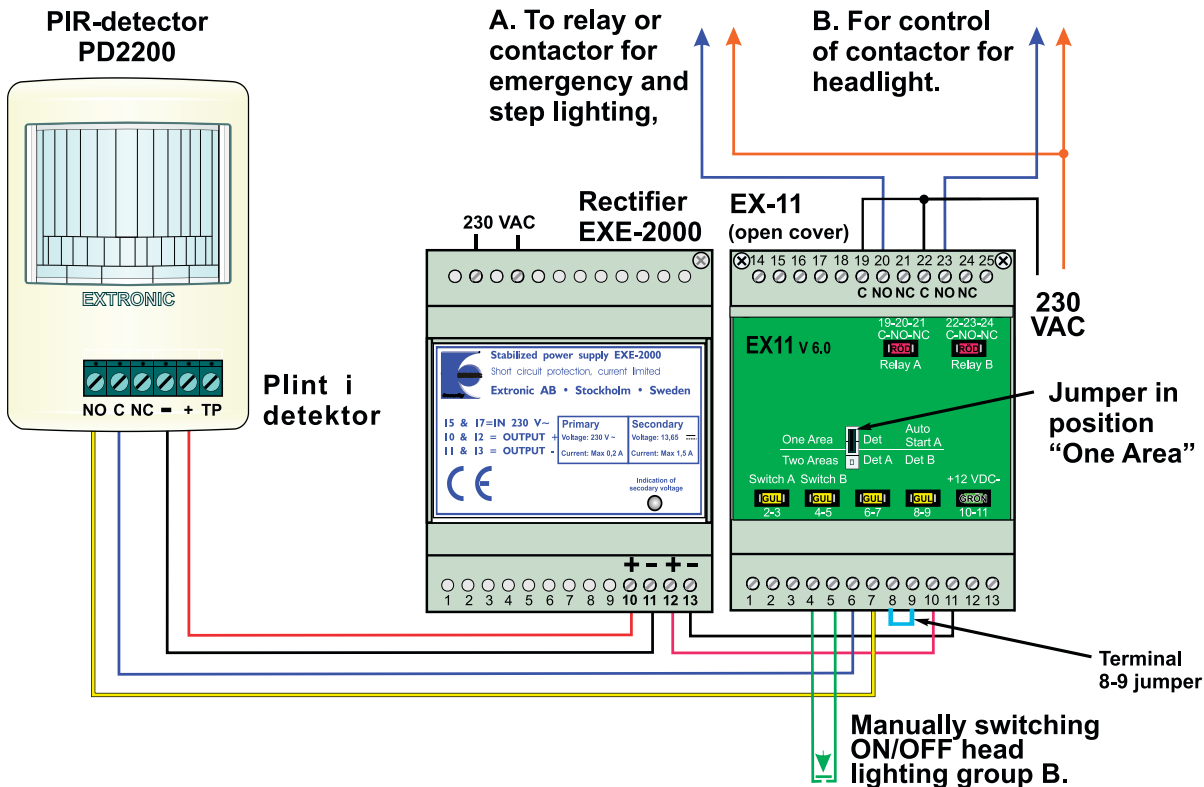 PIR-detector
PD2200
EXTRONIC
NO C NC - + TP
Plint i
detektor
A. To relay or
contactor for
emergency and
step lighting,
B. For control
of contactor for
headlight.
230 VAC
Rectifier
EXE-2000
Stabilized power supply EXE-2000
Short circuit protection, current limited
Extronic AB • Stockholm • Sweden
15 & 17=IN 230 V~
10 & 12 = OUTPUT +
11 & 13 = OUTPUT -
Primary
Voltage: 230 V ~
Current: Max 0,2 A
Secondary
Voltage: 13,65
Current: Max 1,5 A
CE
Indication of
secodary voltage
+ - + -
1 2 3 4 5 6 7 8 9 10 11 12 13
EX-11
(open cover)
14 15 16 17 18 19 20 21 22 23 24 25
C NO NC C NO NC
230
VAC
EX11 V 6.0
19-20-21
C-NO-NC
RÖD
Relay A
22-23-24
C-NO-NC
RÖD
Relay B
One Area Det Auto Start A
Two Areas Det A Det B
Switch A Switch B +12 VDC-
GUL GUL GUL GUL GRÖN
2-3 4-5 6-7 8-9 10-11
1 2 3 4 5 6 7 8 9 10 11 12 13
Jumper in
position
“One Area”
Terminal
8-9 jumper
Manually switching
ON/OFF head
lighting group B.